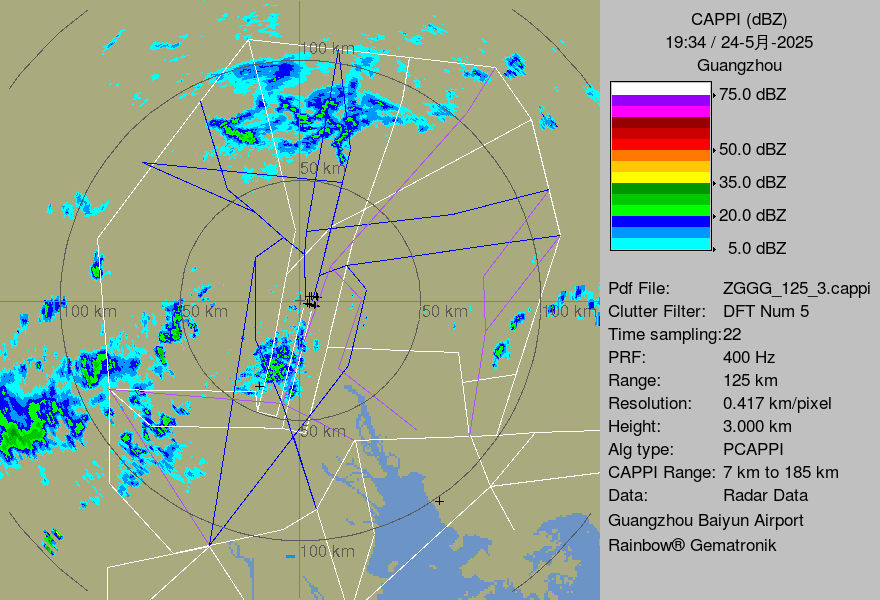 CAPPI (dBZ)
19:34 / 24-5月-2025
Guangzhou
75.0 dBZ
50.0 dBZ
35.0 dBZ
20.0 dBZ
5.0 dBZ
Pdf File: ZGGG_125_3.cappi
Clutter Filter: DFT Num 5
Time sampling:22
PRF: 400 Hz
Range: 125 km
Resolution: 0.417 km/pixel
Height: 3.000 km
Alg type: PCAPPI
CAPPI Range: 7 km to 185 km
Data: Radar Data
Guangzhou Baiyun Airport
Rainbow® Gematronik
100 km
50 km
100 km
50 km
50 km
100 km
50 km
100 km